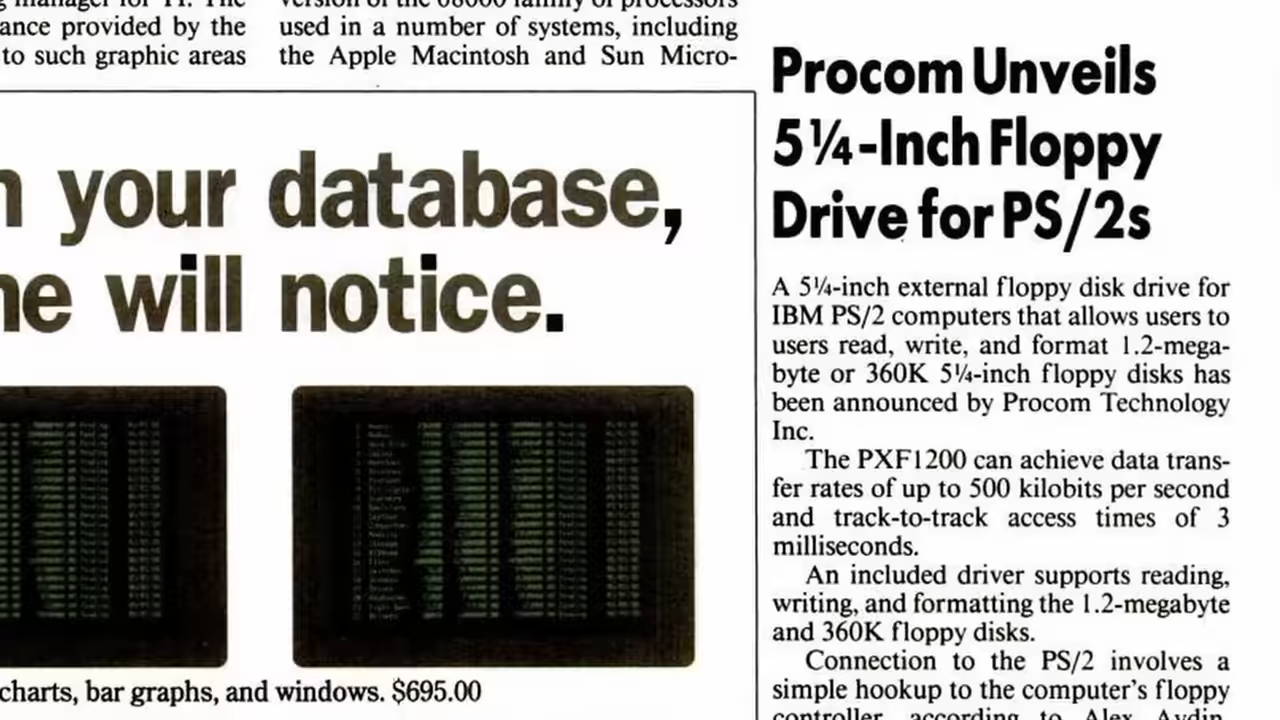 ance provided by the
to such graphic areas
version of the 68000 family of processors
used in a number of systems, including
the Apple Macintosh and Sun Micro-
your database,
will notice.
charts, bar graphs, and windows. $695.00
Procom Unveils
5¼-Inch Floppy
Drive for PS/2s
A 5¼-inch external floppy disk drive for
IBM PS/2 computers that allows users to
users read, write, and format 1.2-mega-
byte or 360K 5¼-inch floppy disks has
been announced by Procom Technology
Inc.
The PXF1200 can achieve data trans-
fer rates of up to 500 kilobits per second
and track-to-track access times of 3
milliseconds.
An included driver supports reading,
writing, and formatting the 1.2-megabyte
and 360K floppy disks.
Connection to the PS/2 involves a
simple hookup to the computer's floppy
controller, according to Alex Aydin,